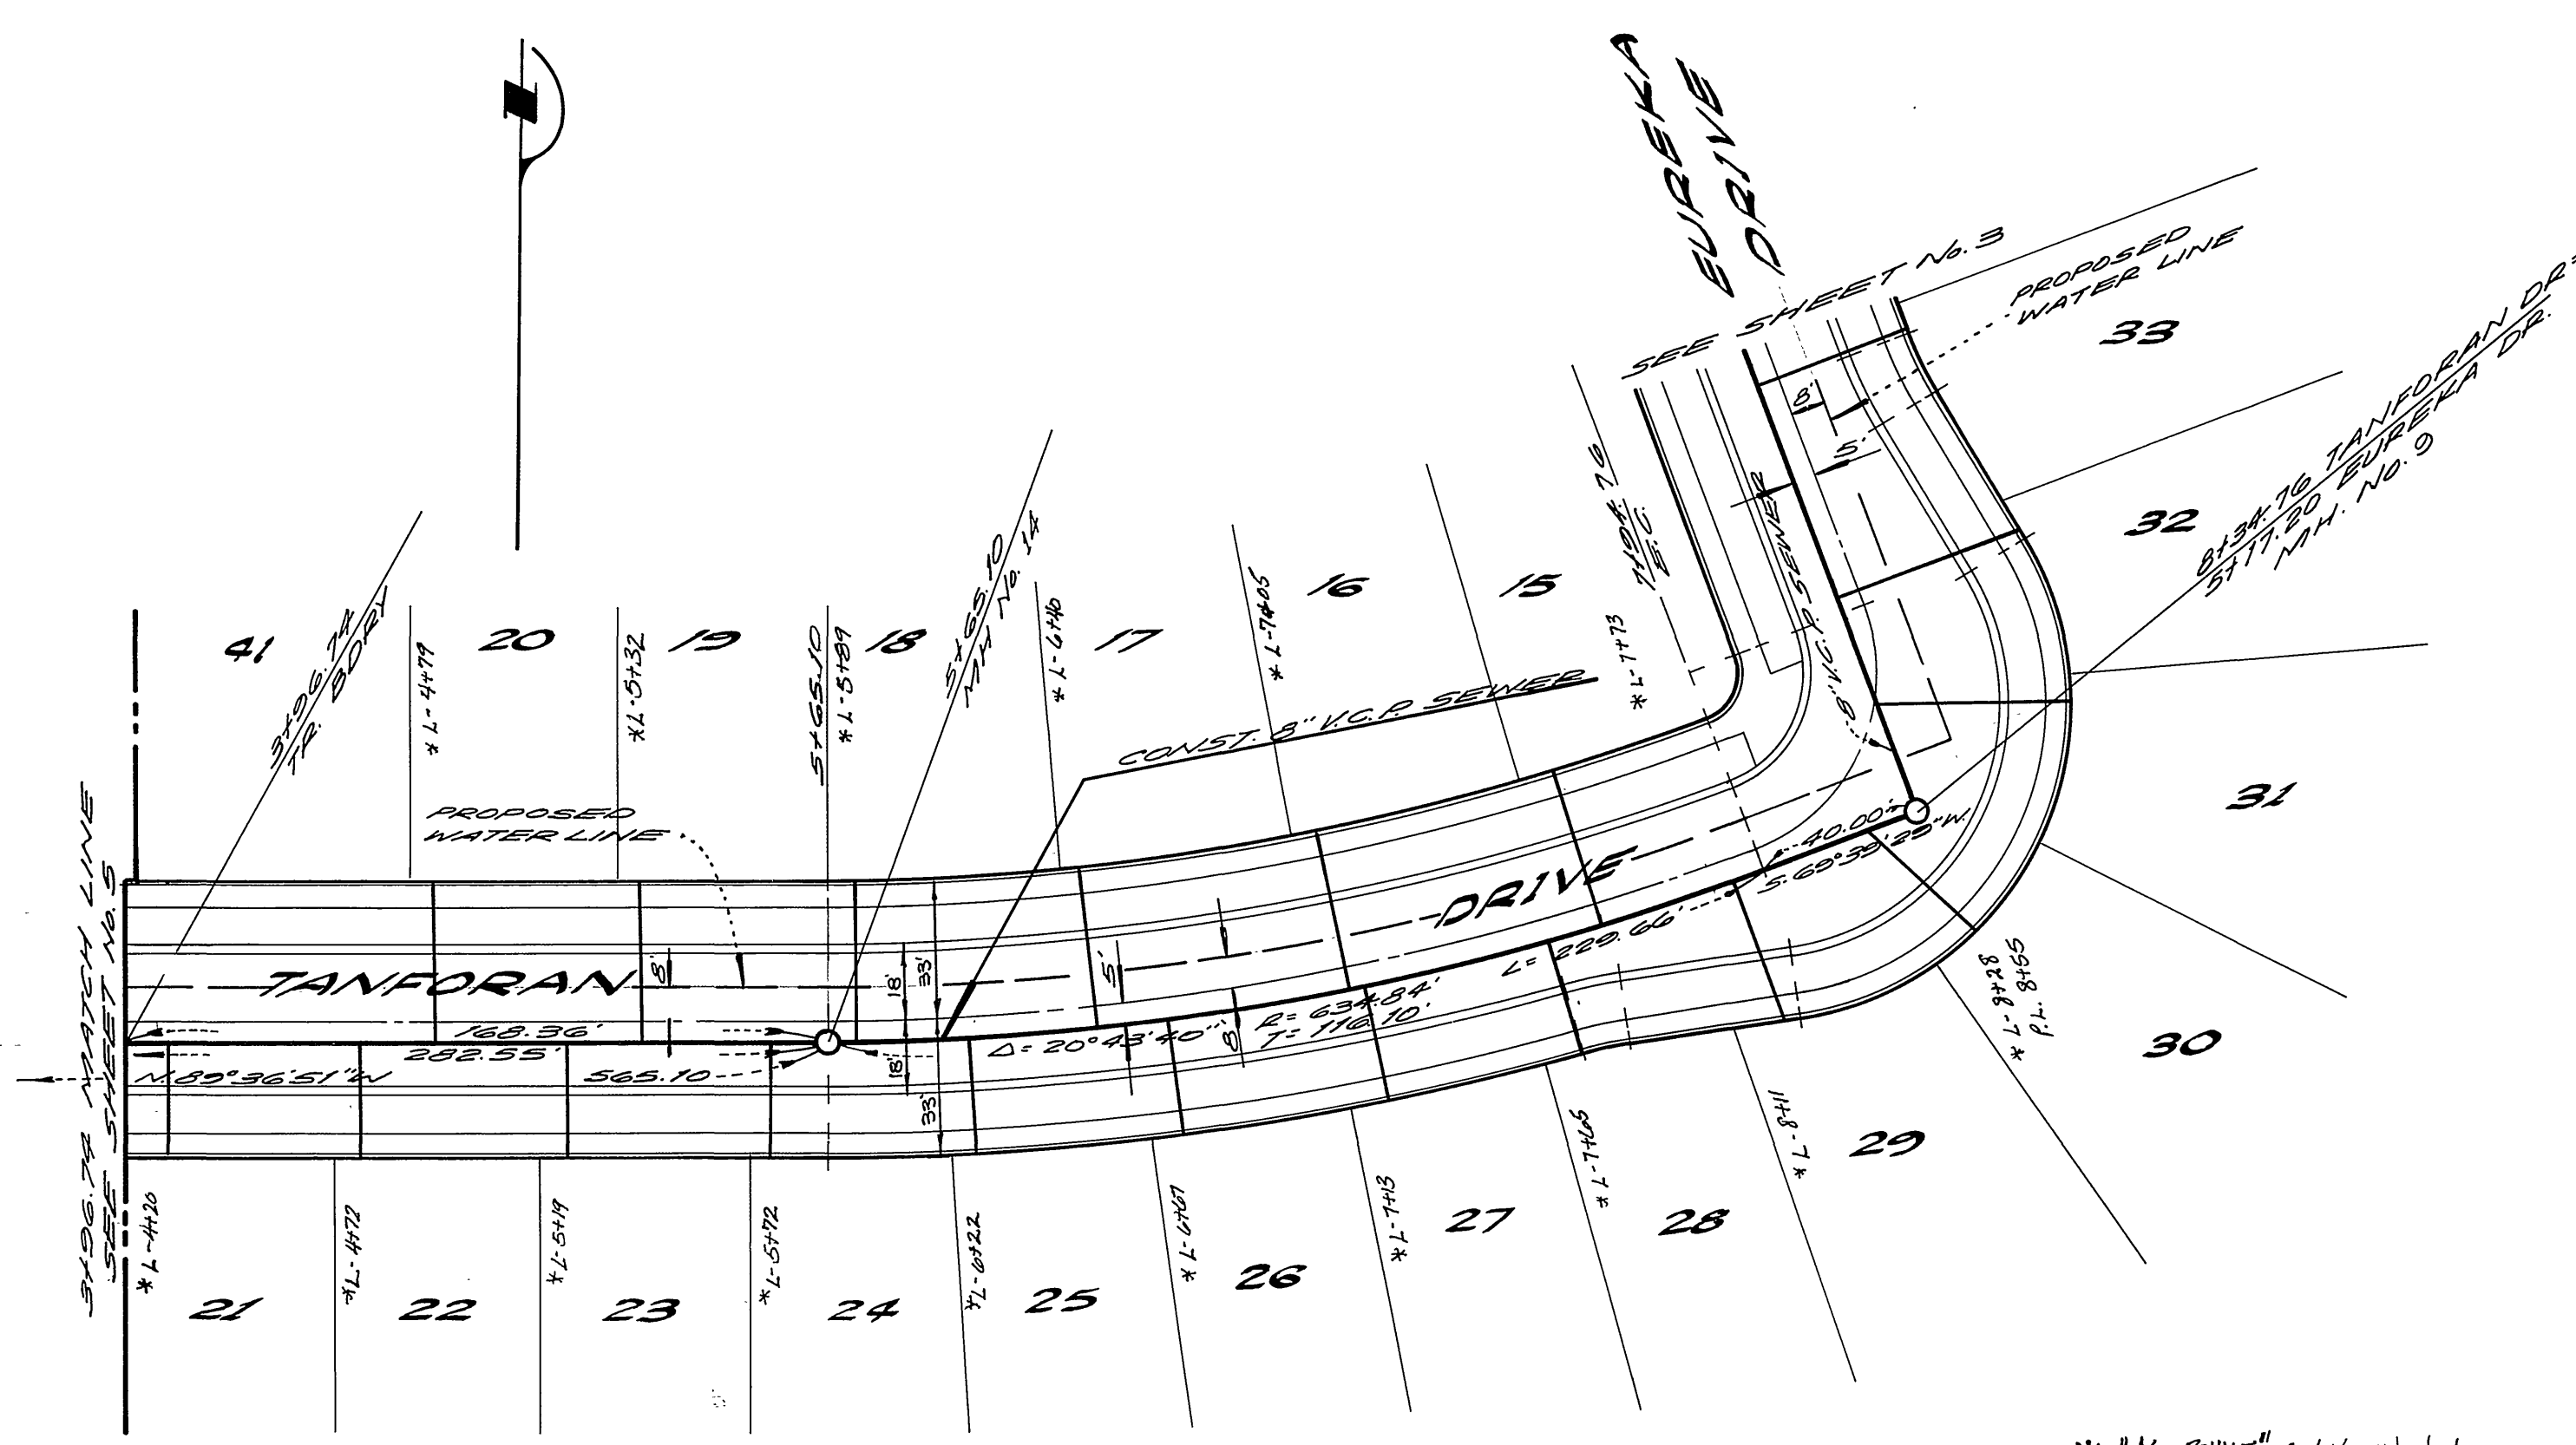 EUREKA
DRIVE
SEE SHEET No. 3
PROPOSED
WATER LINE
33
8'
5'
8+34.76 TANFORAN DR.
5+17.20 EUREKA DR.
MH. No. 9
32
7+94.76
E.C.
8" V.C.P. SEWER
41
3+96.74
TR. BDRY
* L-4+79
20
* L-5+32
19
5+65.10
* L-5+89
18
5+65.10
MH No. 14
* L-6+40
17
* L-7+05
16
15
* L-7+73
CONST. 8" V.C.P. SEWER
PROPOSED
WATER LINE
31
3+96.74 MATCH LINE
SEE SHEET No. 5
TANFORAN
DRIVE
8'
18'
33'
5'
40.00'
S. 69°39'29" W.
L= 229.66'
168.36'
282.55'
N. 89°36'51" W
565.10
18'
33'
Δ= 20°43'40"
8'
R= 634.84'
T= 116.10'
* L-8+28
P.L. 8+55
30
* L-4+20
* L-4+72
* L-5+19
* L-5+72
* L-6+22
* L-6+67
* L-7+13
* L-7+65
* L-8+11
29
21
22
23
24
25
26
27
28